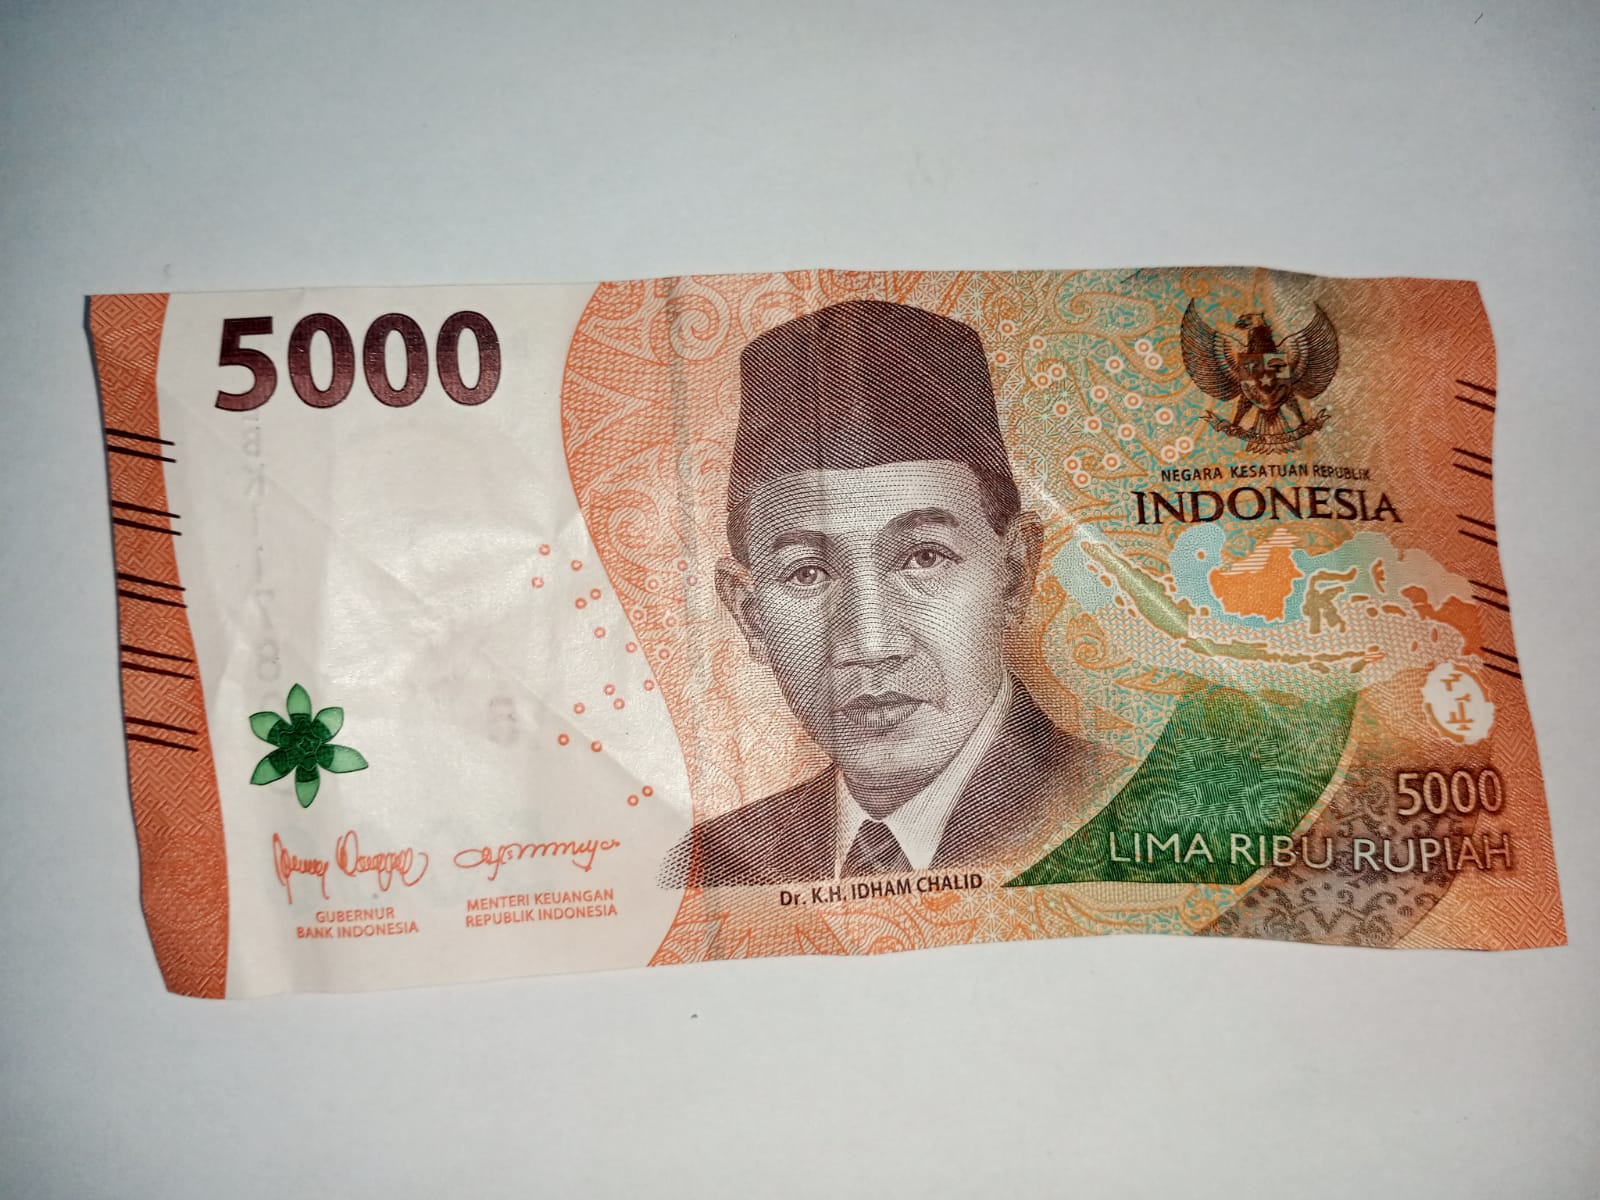 5000
NEGARA KESATUAN REPUBLIK
INDONESIA
5000
LIMA RIBU RUPIAH
Dr. K.H. IDHAM CHALID
GUBERNUR
BANK INDONESIA
MENTERI KEUANGAN
REPUBLIK INDONESIA